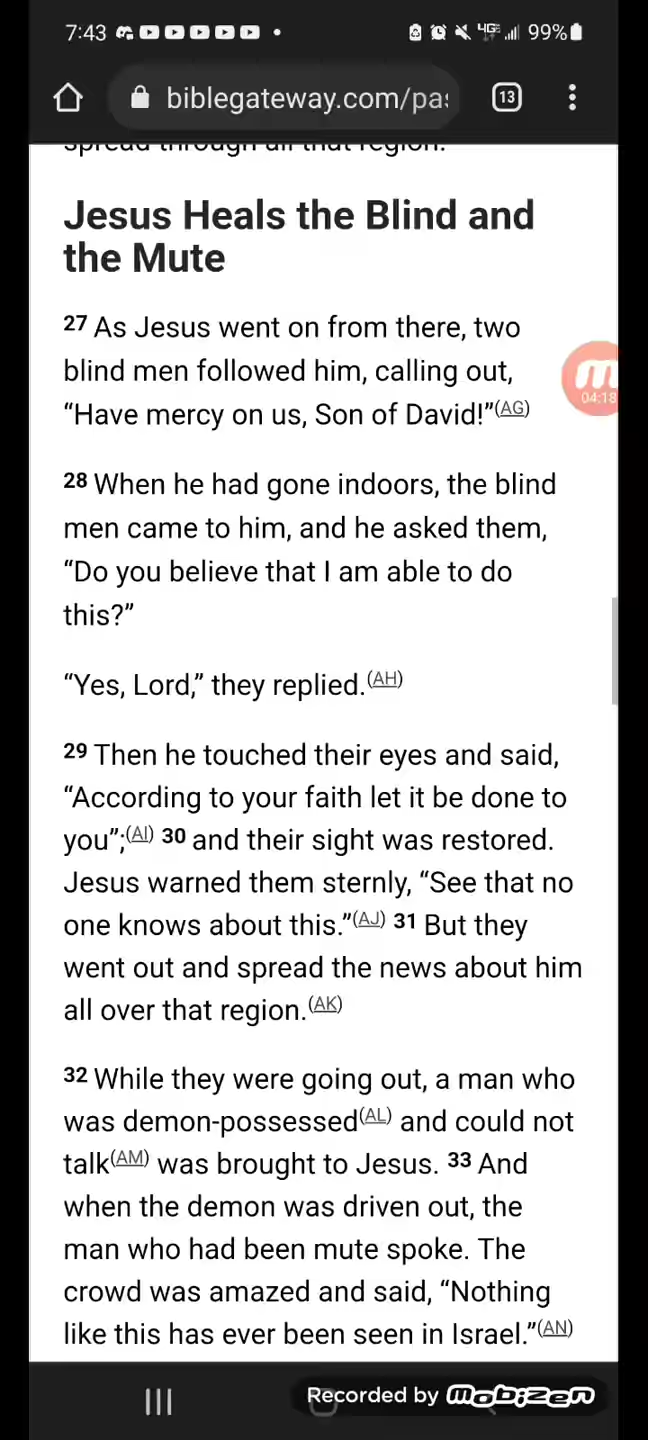 7:43 4GE 99%
biblegateway.com/pa 13
spread through all that region.
Jesus Heals the Blind and
the Mute
27 As Jesus went on from there, two
blind men followed him, calling out,
“Have mercy on us, Son of David!”(AG)
04:18
28 When he had gone indoors, the blind
men came to him, and he asked them,
“Do you believe that I am able to do
this?”
“Yes, Lord,” they replied.(AH)
29 Then he touched their eyes and said,
“According to your faith let it be done to
you”;(AI) 30 and their sight was restored.
Jesus warned them sternly, “See that no
one knows about this.”(AJ) 31 But they
went out and spread the news about him
all over that region.(AK)
32 While they were going out, a man who
was demon-possessed(AL) and could not
talk(AM) was brought to Jesus. 33 And
when the demon was driven out, the
man who had been mute spoke. The
crowd was amazed and said, “Nothing
like this has ever been seen in Israel.”(AN)
Recorded by Mobizen